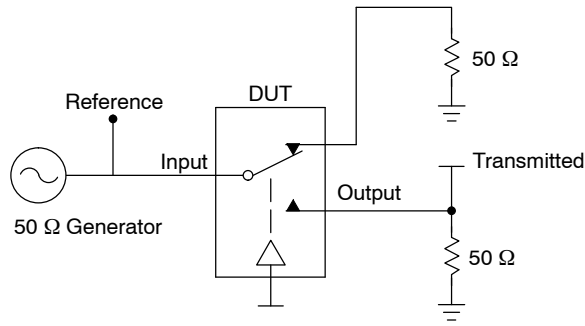 50 Ω
DUT
Reference
Input
Transmitted
Output
50 Ω Generator
50 Ω